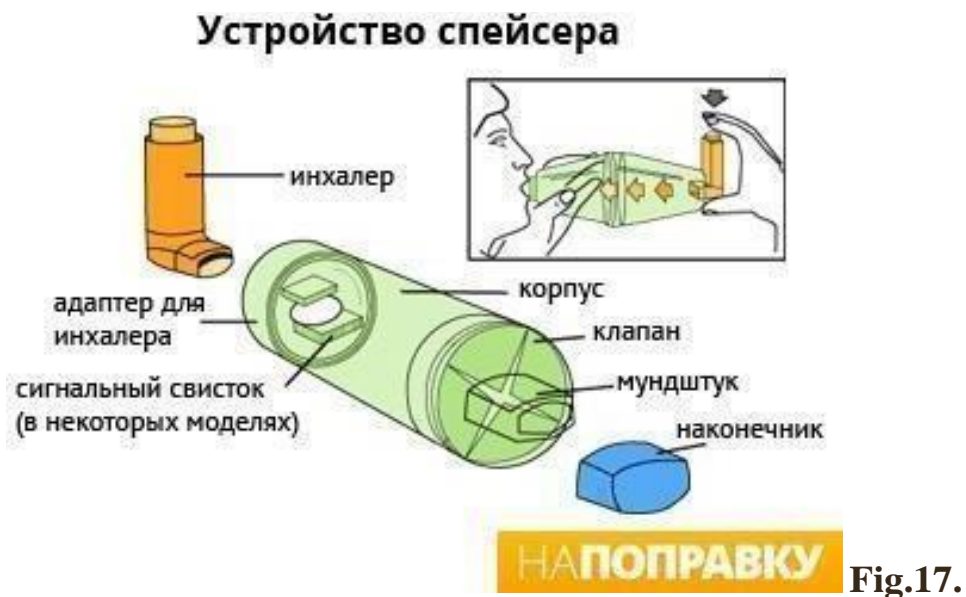 Устройство спейсера
инхалер
адаптер для
инхалера
сигнальный свисток
(в некоторых моделях)
корпус
клапан
мундштук
наконечник
НАПОПРАВКУ
Fig.17.